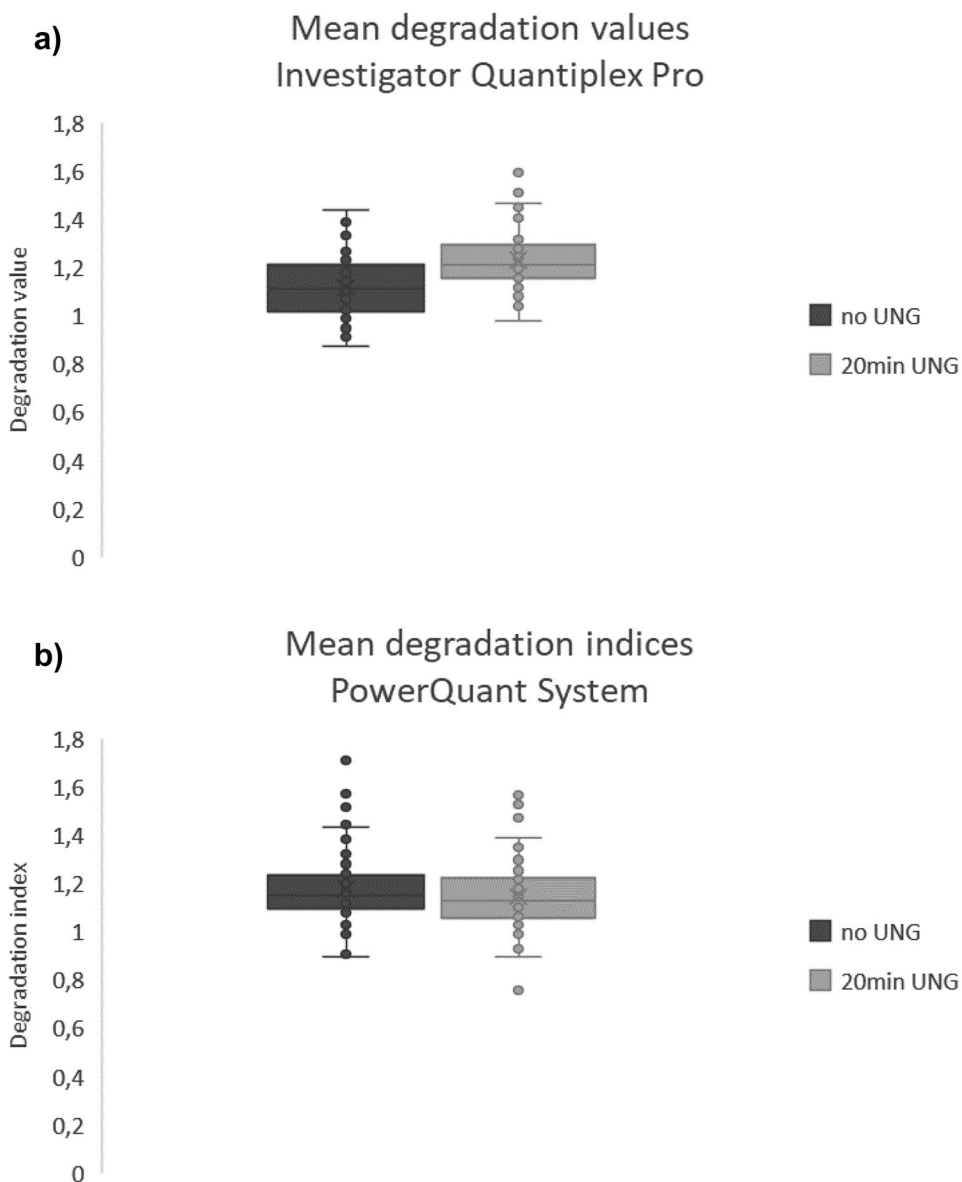 a)
Mean degradation values
Investigator Quantiplex Pro
1,8
1,6
1,4
1,2
1
0,8
0,6
0,4
0,2
0
Degradation value
no UNG
20min UNG
b)
Mean degradation indices
PowerQuant System
1,8
1,6
1,4
1,2
1
0,8
0,6
0,4
0,2
0
Degradation index
no UNG
20min UNG